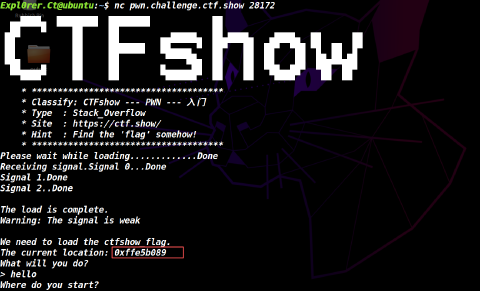 Expl0rer.Ct@ubuntu:~$ nc pwn.challenge.ctf.show 28172
CTFshow
* *************************************
* Classify: CTFshow --- PWN --- 入门
* Type  : Stack_Overflow
* Site  : https://ctf.show/
* Hint  : Find the 'flag' somehow!
* *************************************
Please wait while loading.............Done
Receiving signal.Signal 0...Done
Signal 1.Done
Signal 2..Done
The load is complete.
Warning: The signal is weak
We need to load the ctfshow flag.
The current location: 0xffe5b089
What will you do?
> hello
Where do you start?